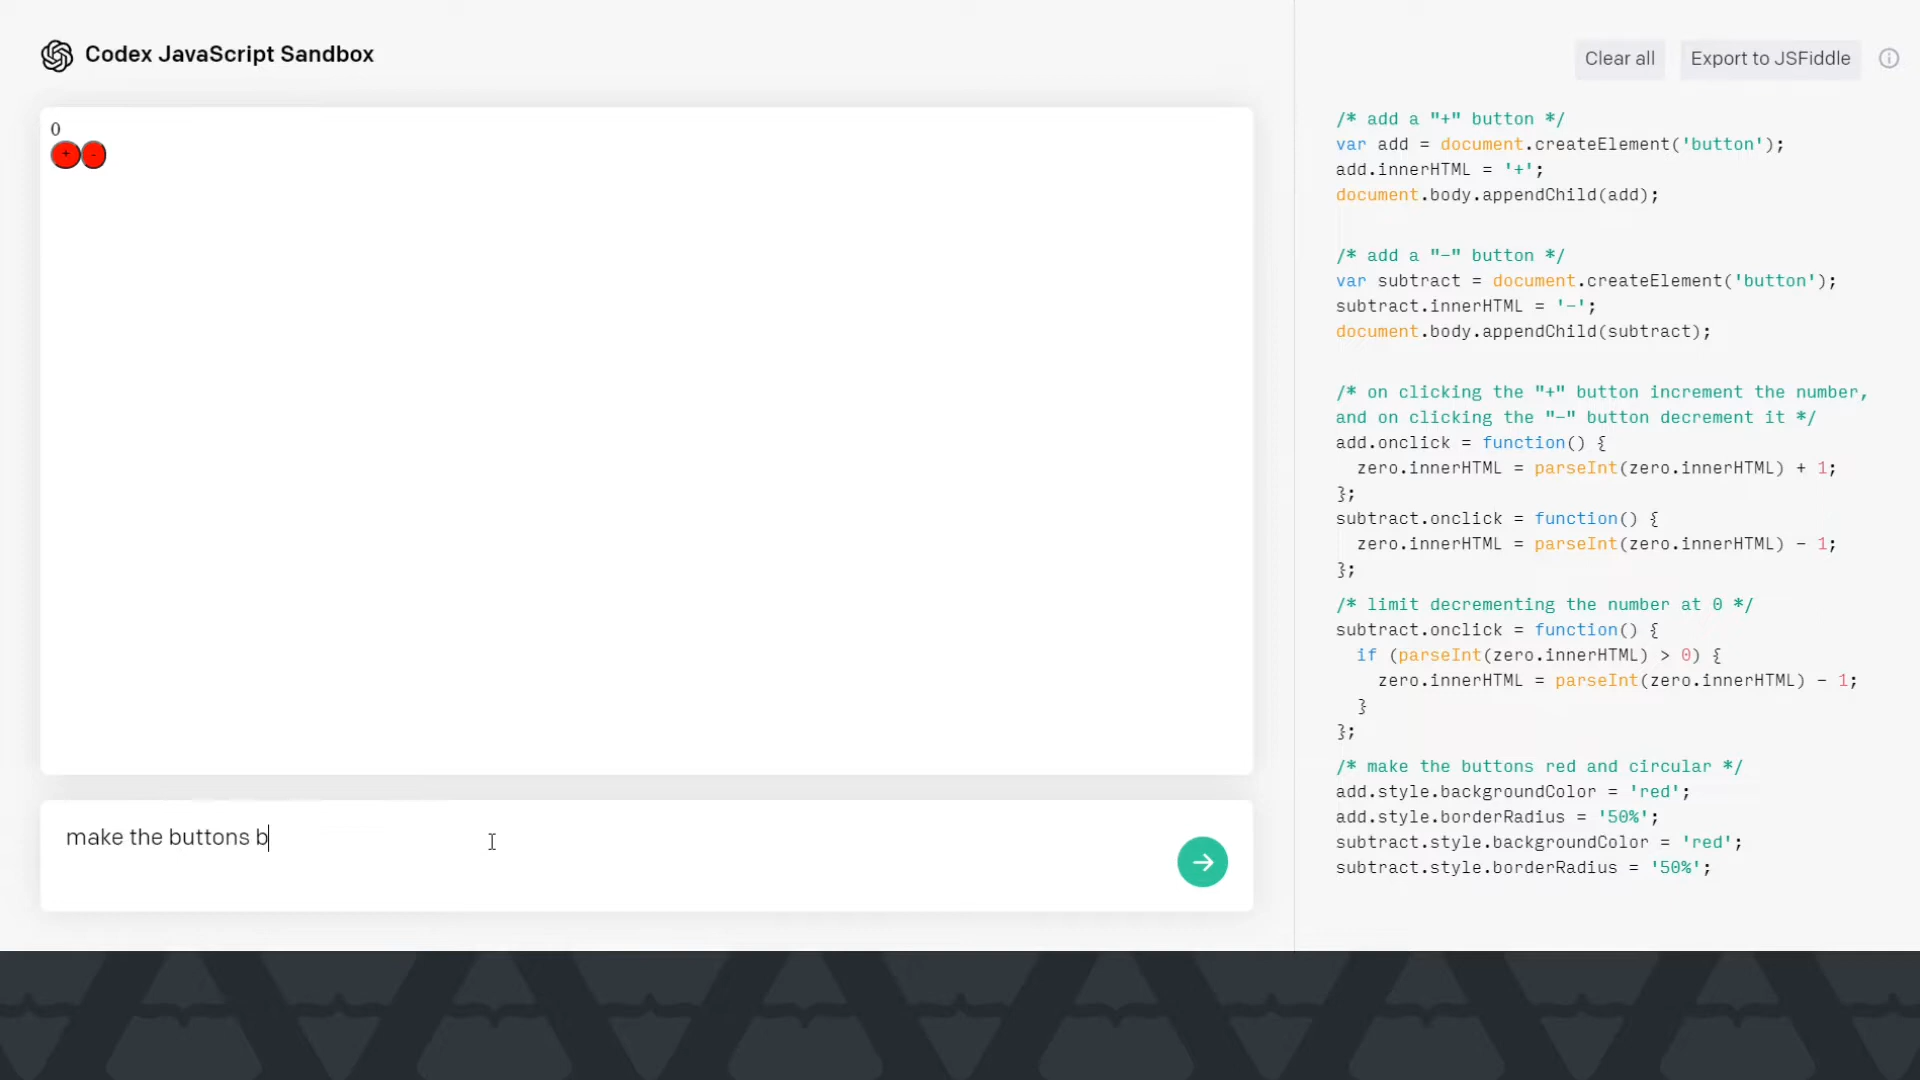 Codex JavaScript Sandbox
0
+ -
make the buttons b
Clear all
Export to JSFiddle
/* add a "+" button */
var add = document.createElement('button');
add.innerHTML = '+';
document.body.appendChild(add);
/* add a "-" button */
var subtract = document.createElement('button');
subtract.innerHTML = '-';
document.body.appendChild(subtract);
/* on clicking the "+" button increment the number,
and on clicking the "-" button decrement it */
add.onclick = function() {
zero.innerHTML = parseInt(zero.innerHTML) + 1;
};
subtract.onclick = function() {
zero.innerHTML = parseInt(zero.innerHTML) - 1;
};
/* limit decrementing the number at 0 */
subtract.onclick = function() {
if (parseInt(zero.innerHTML) > 0) {
zero.innerHTML = parseInt(zero.innerHTML) - 1;
}
};
/* make the buttons red and circular */
add.style.backgroundColor = 'red';
add.style.borderRadius = '50%';
subtract.style.backgroundColor = 'red';
subtract.style.borderRadius = '50%';